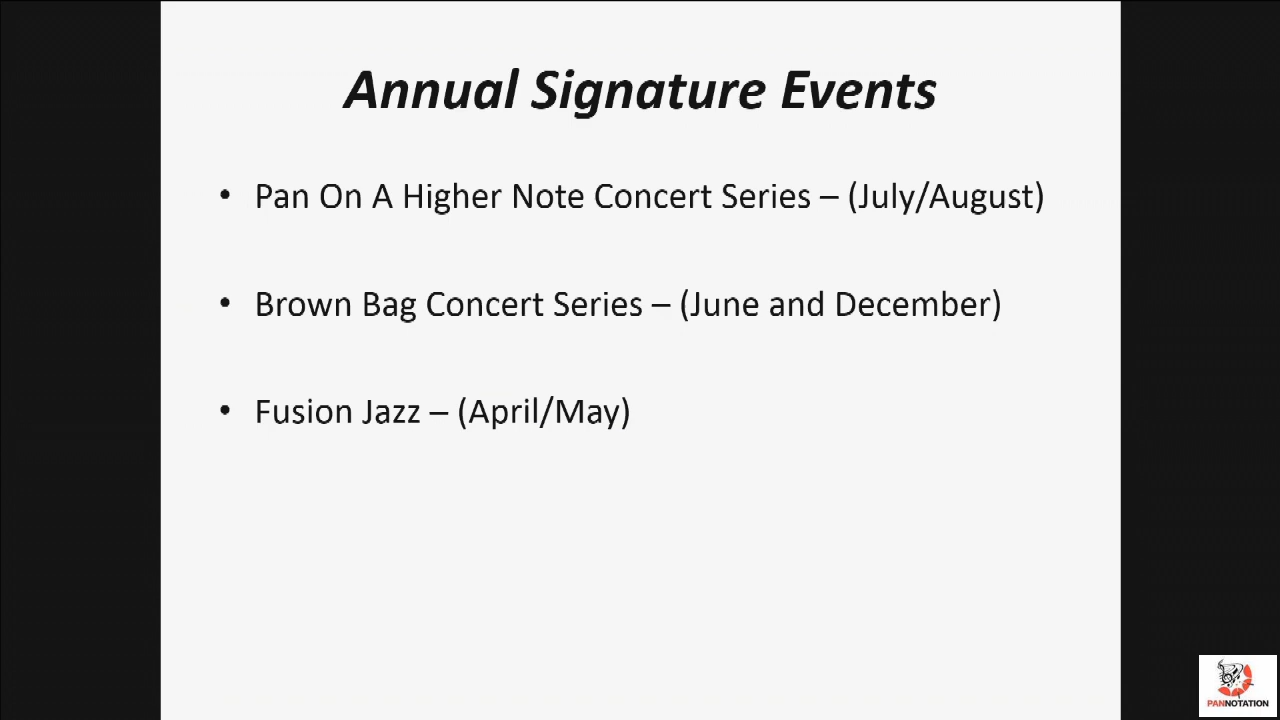 Annual Signature Events
• Pan On A Higher Note Concert Series – (July/August)
• Brown Bag Concert Series – (June and December)
• Fusion Jazz – (April/May)
PANNOTATION